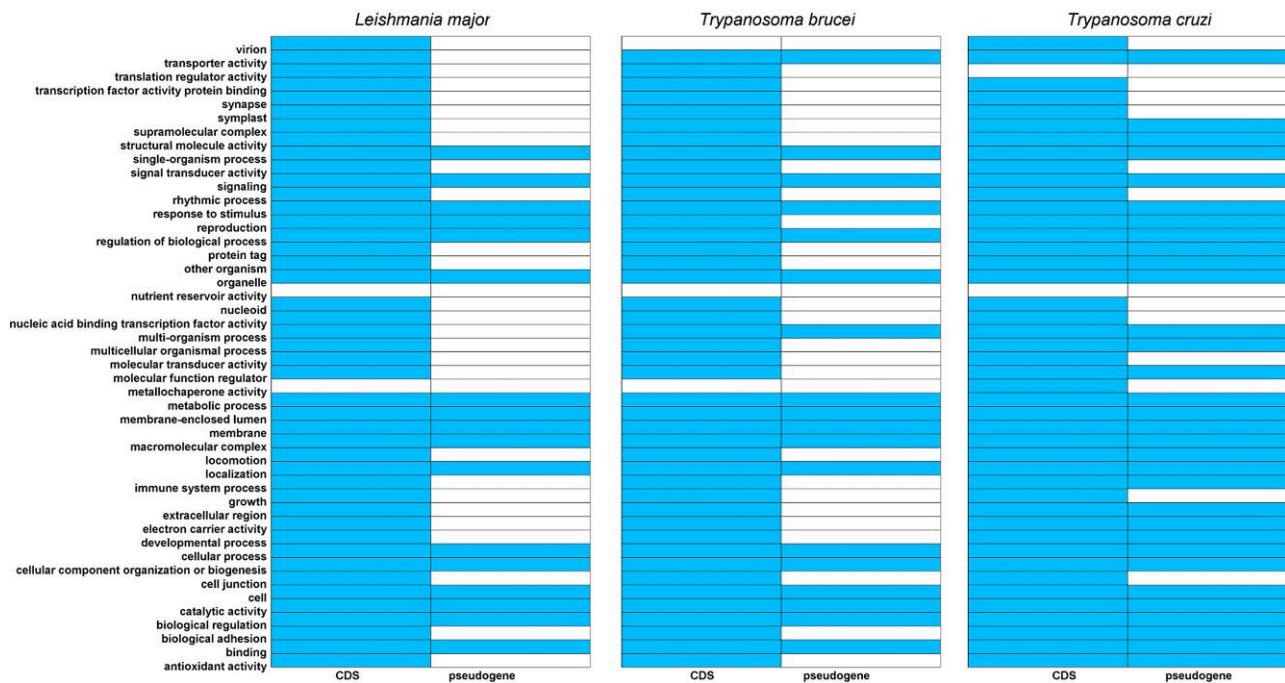 Leishmania major
Trypanosoma brucei
Trypanosoma cruzi
virion
transporter activity
translation regulator activity
transcription factor activity protein binding
synapse
symplast
supramolecular complex
structural molecule activity
single-organism process
signal transducer activity
signaling
rhythmic process
response to stimulus
reproduction
regulation of biological process
protein tag
other organism
organelle
nutrient reservoir activity
nucleoid
nucleic acid binding transcription factor activity
multi-organism process
multicellular organismal process
molecular transducer activity
molecular function regulator
metallochaperone activity
metabolic process
membrane-enclosed lumen
membrane
macromolecular complex
locomotion
localization
immune system process
growth
extracellular region
electron carrier activity
developmental process
cellular process
cellular component organization or biogenesis
cell junction
cell
catalytic activity
biological regulation
biological adhesion
binding
antioxidant activity
CDS
pseudogene
CDS
pseudogene
CDS
pseudogene